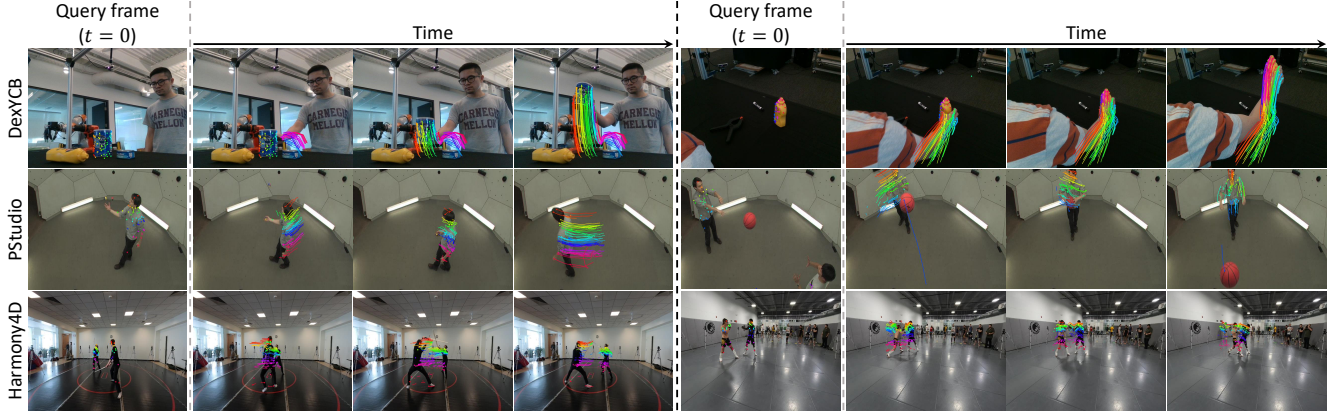 Query frame
(t = 0)
Time
Query frame
(t = 0)
Time
DexYCB
CARNEGIE
MELLON
CARNEGIE
MELLON
CARNEGIE
MELLON
CARNEGIE
MELLON
PStudio
Harmony4D